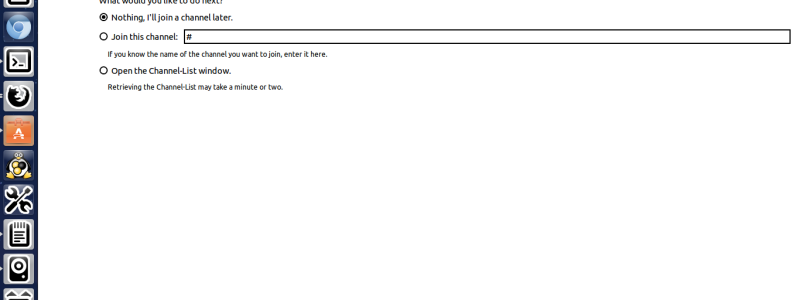 What would you like to do next?
Nothing, I'll join a channel later.
Join this channel: #
If you know the name of the channel you want to join, enter it here.
Open the Channel-List window.
Retrieving the Channel-List may take a minute or two.